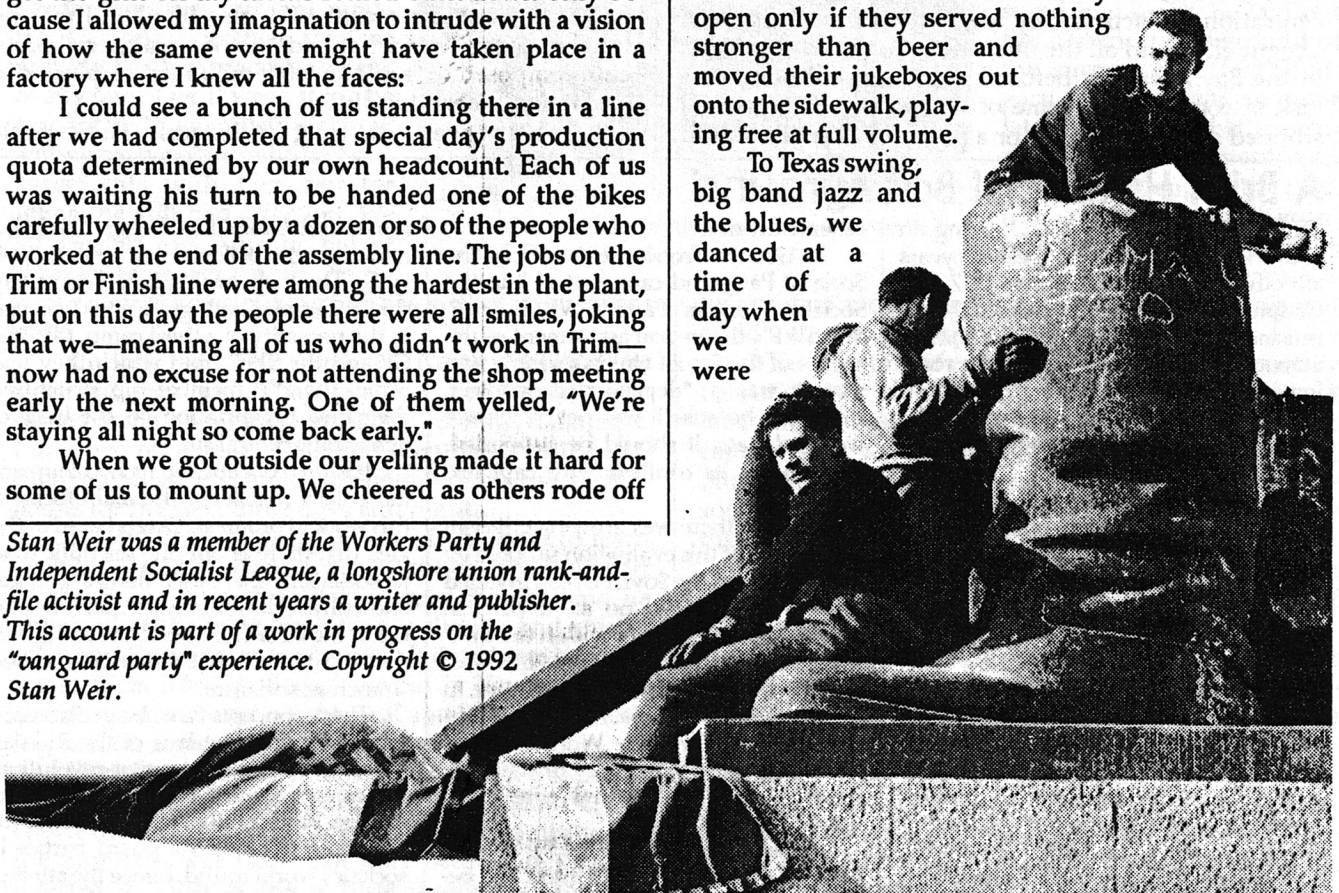 cause I allowed my imagination to intrude with a vision
of how the same event might have taken place in a
factory where I knew all the faces:
I could see a bunch of us standing there in a line
after we had completed that special day's production
quota determined by our own headcount. Each of us
was waiting his turn to be handed one of the bikes
carefully wheeled up by a dozen or so of the people who
worked at the end of the assembly line. The jobs on the
Trim or Finish line were among the hardest in the plant,
but on this day the people there were all smiles, joking
that we—meaning all of us who didn't work in Trim—
now had no excuse for not attending the shop meeting
early the next morning. One of them yelled, "We're
staying all night to come back early."
When we got outside our yelling made it hard for
some of us to mount up. We cheered as others rode off
Stan Weir was a member of the Workers Party and
Independent Socialist League, a longshore union rank-and-
file activist and in recent years a writer and publisher.
This account is part of a work in progress on the
"vanguard party" experience. Copyright © 1992
Stan Weir.
open only if they served nothing
stronger than beer and
moved their jukeboxes out
onto the sidewalk, play-
ing free at full volume.
To Texas swing,
big band jazz and
the blues, we
danced at a
time of
day when
we
were